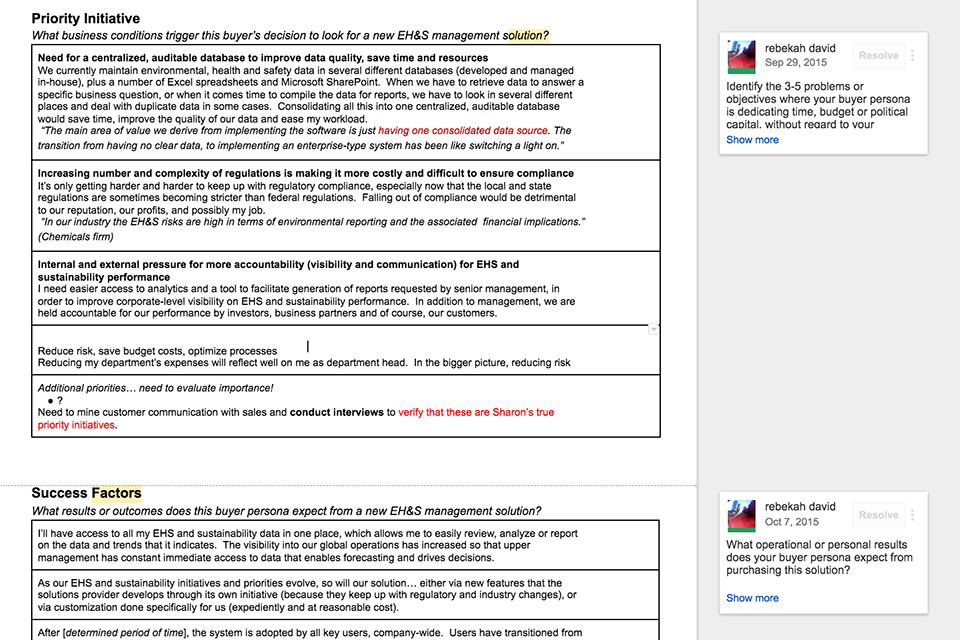 Priority Initiative
What business conditions trigger this buyer's decision to look for a new EH&S management solution?
Need for a centralized, auditable database to improve data quality, save time and resources
We currently maintain environmental, health and safety data in several different databases (developed and managed
in-house), plus a number of Excel spreadsheets and Microsoft SharePoint.  When we have to retrieve data to answer a
specific business question, or when it comes time to compile the data for reports, we have to look in several different
places and deal with duplicate data in some cases.  Consolidating all this into one centralized, auditable database
would save time, improve the quality of our data and ease my workload.
"The main area of value we derive from implementing the software is just having one consolidated data source. The
transition from having no clear data, to implementing an enterprise-type system has been like switching a light on."
Increasing number and complexity of regulations is making it more costly and difficult to ensure compliance
It's only getting harder and harder to keep up with regulatory compliance, especially now that the local and state
regulations are sometimes becoming stricter than federal regulations.  Falling out of compliance would be detrimental
to our reputation, our profits, and possibly my job.
"In our industry the EH&S risks are high in terms of environmental reporting and the associated  financial implications."
(Chemicals firm)
Internal and external pressure for more accountability (visibility and communication) for EHS and
sustainability performance
I need easier access to analytics and a tool to facilitate generation of reports requested by senior management, in
order to improve corporate-level visibility on EHS and sustainability performance.  In addition to management, we are
held accountable for our performance by investors, business partners and of course, our customers.
Reduce risk, save budget costs, optimize processes
Reducing my department's expenses will reflect well on me as department head.  In the bigger picture, reducing risk
Additional priorities… need to evaluate importance!
● ?
Need to mine customer communication with sales and conduct interviews to verify that these are Sharon's true
priority initiatives.
Success Factors
What results or outcomes does this buyer persona expect from a new EH&S management solution?
I'll have access to all my EHS and sustainability data in one place, which allows me to easily review, analyze or report
on the data and trends that it indicates.  The visibility into our global operations has increased so that upper
management has constant immediate access to data that enables forecasting and drives decisions.
As our EHS and sustainability initiatives and priorities evolve, so will our solution… either via new features that the
solutions provider develops through its own initiative (because they keep up with regulatory and industry changes), or
via customization done specifically for us (expediently and at reasonable cost).
After [determined period of time], the system is adopted by all key users, company-wide.  Users have transitioned from
rebekah david
Sep 29, 2015
Resolve
Identify the 3-5 problems or
objectives where your buyer persona
is dedicating time, budget or political
capital, without regard to your
Show more
rebekah david
Oct 7, 2015
Resolve
What operational or personal results
does your buyer persona expect from
purchasing this solution?
Show more